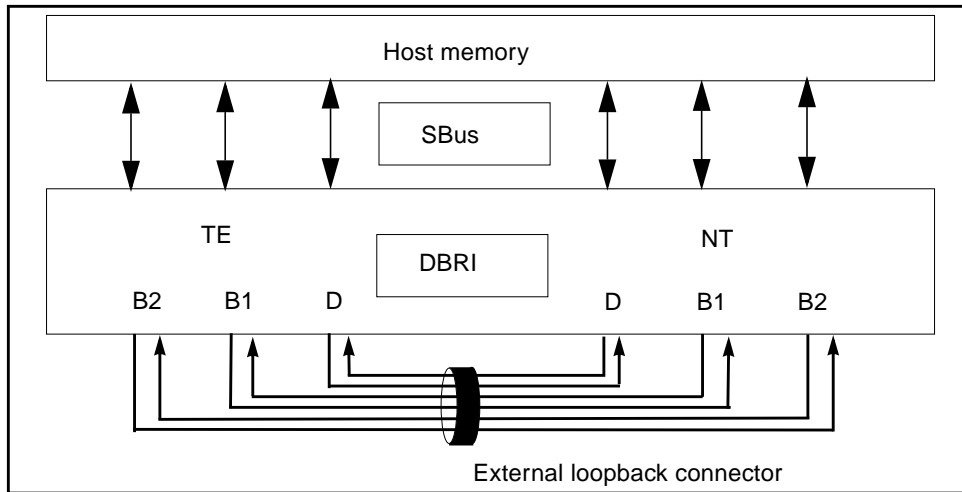 Host memory
SBus
TE
NT
DBRI
B2 B1 D D B1 B2
External loopback connector